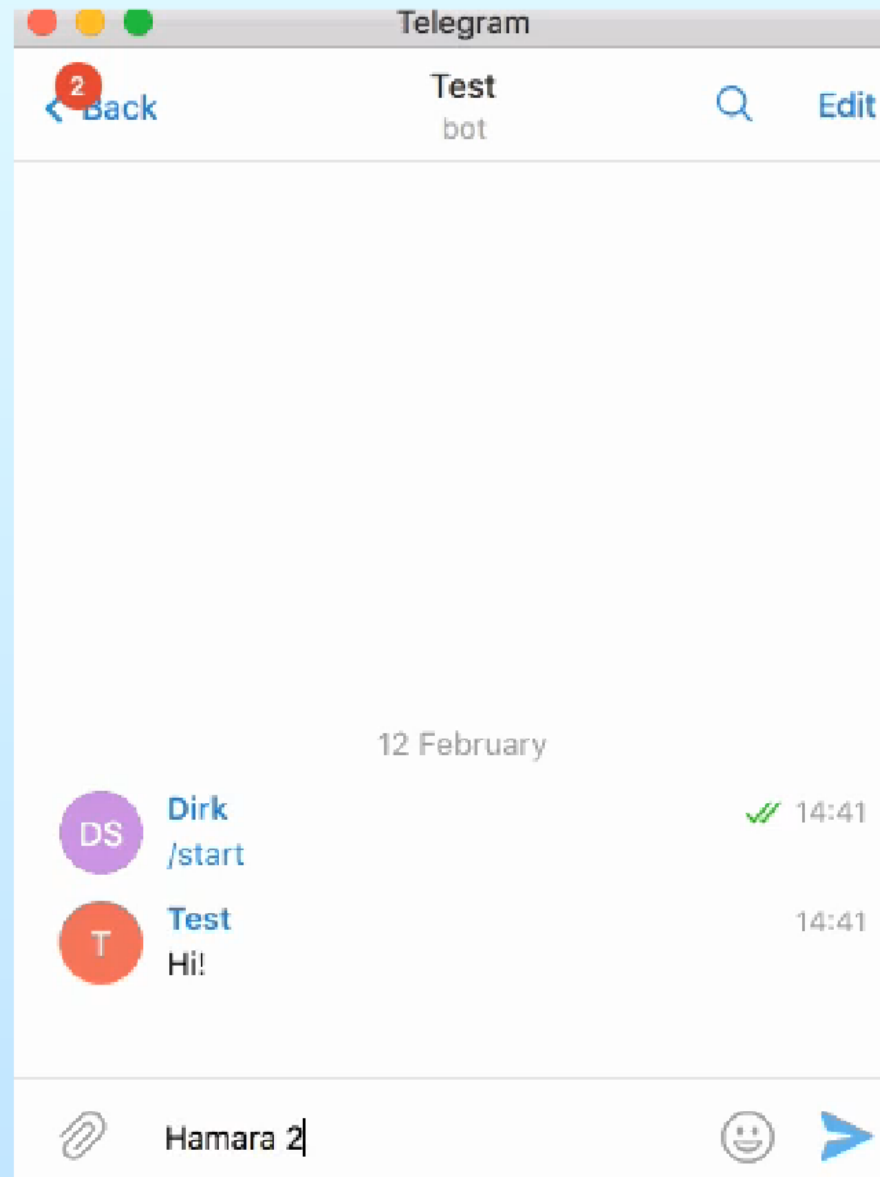 Telegram
2
Back
Test
bot
Edit
12 February
DS
Dirk
14:41
/start
T
Test
14:41
Hi!
Hamara 2